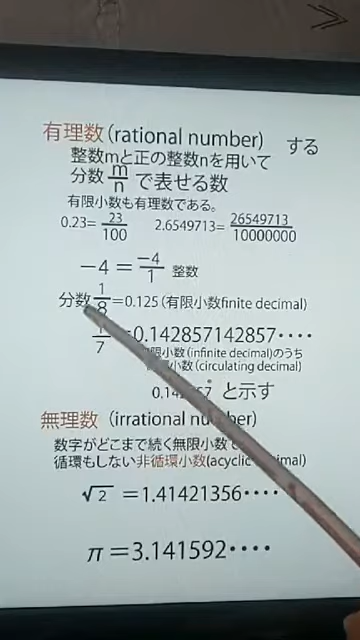 有理数(rational number) する
整数mと正の整数nを用いて
分数 m/n で表せる数
有限小数も有理数である。
0.23= 23/100 2.6549713= 26549713/10000000
−4 = −4/1 整数
分数 1/8 =0.125 (有限小数finite decimal)
1/7 =0.142857142857････
限小数 (infinite decimal)のうち
小数 (circulating decimal)
と示す
無理数 (irrational number)
数字がどこまで続く無限小数
循環もしない非循環小数(acyclic
√2 =1.41421356････
π=3.141592････